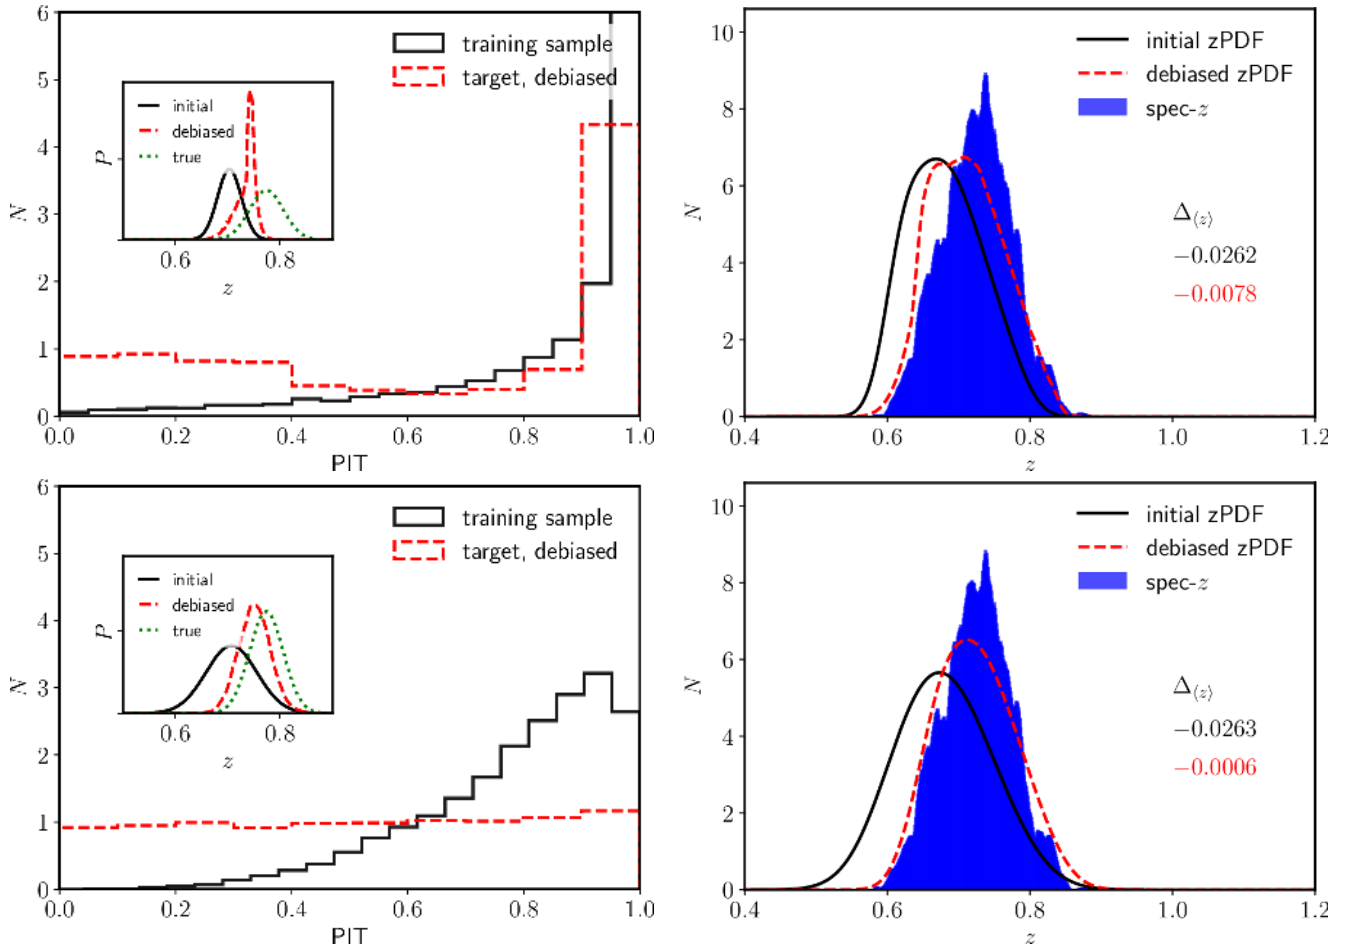 6
5
4
3
2
1
0
N
training sample
target, debiased
initial
debiased
true
P
0.6 0.8
z
0.0 0.2 0.4 0.6 0.8 1.0
PIT
10
8
6
4
2
0
N
initial zPDF
debiased zPDF
spec-z
Δ⟨z⟩
−0.0262
−0.0078
0.4 0.6 0.8 1.0 1.2
z
6
5
4
3
2
1
0
N
training sample
target, debiased
initial
debiased
true
P
0.6 0.8
z
0.0 0.2 0.4 0.6 0.8 1.0
PIT
10
8
6
4
2
0
N
initial zPDF
debiased zPDF
spec-z
Δ⟨z⟩
−0.0263
−0.0006
0.4 0.6 0.8 1.0 1.2
z